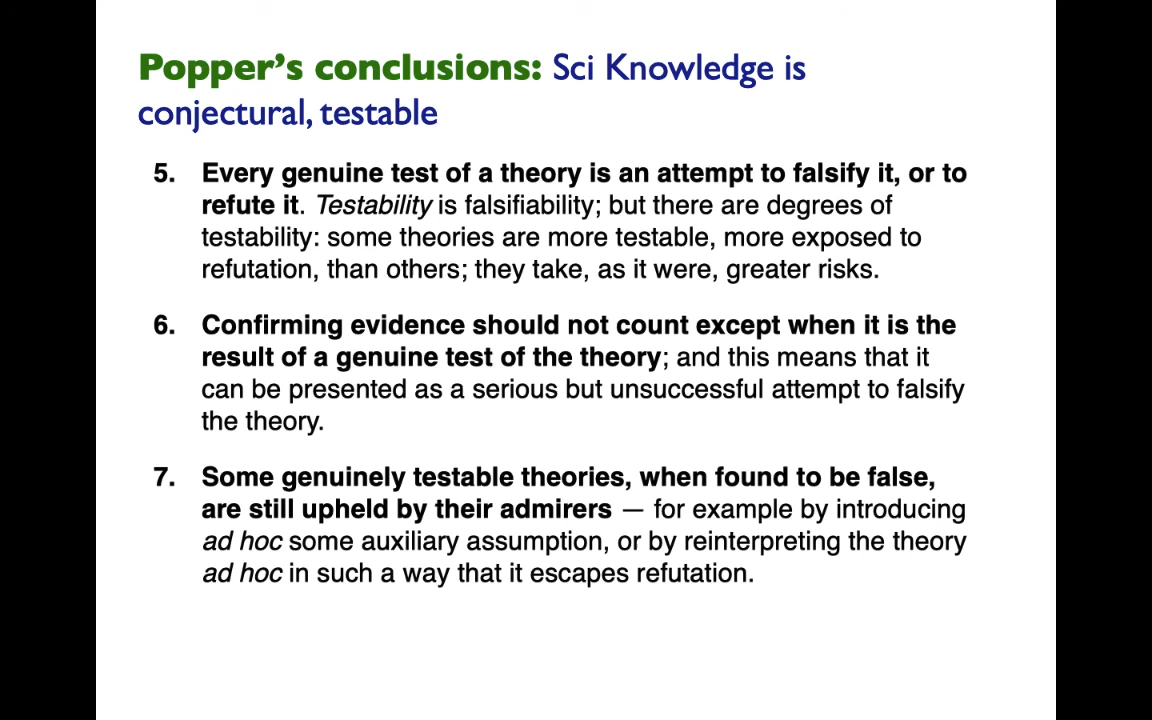 Popper's conclusions: Sci Knowledge is
conjectural, testable
5. Every genuine test of a theory is an attempt to falsify it, or to
refute it. Testability is falsifiability; but there are degrees of
testability: some theories are more testable, more exposed to
refutation, than others; they take, as it were, greater risks.
6. Confirming evidence should not count except when it is the
result of a genuine test of the theory; and this means that it
can be presented as a serious but unsuccessful attempt to falsify
the theory.
7. Some genuinely testable theories, when found to be false,
are still upheld by their admirers — for example by introducing
ad hoc some auxiliary assumption, or by reinterpreting the theory
ad hoc in such a way that it escapes refutation.